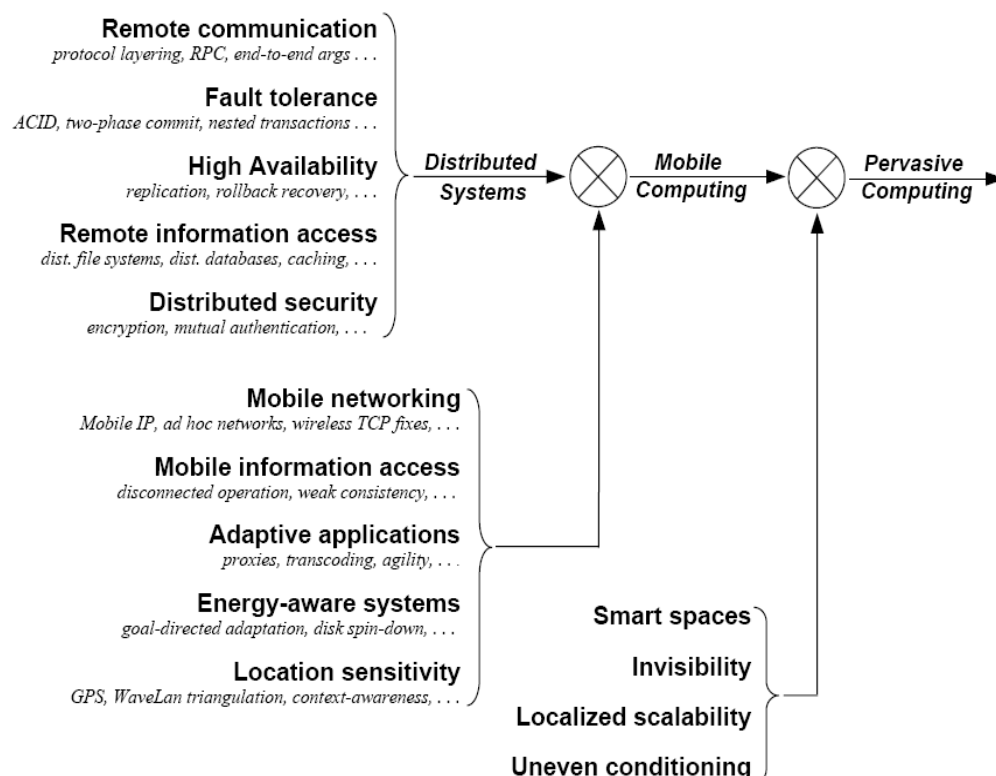 Remote communication
protocol layering, RPC, end-to-end args . . .
Fault tolerance
ACID, two-phase commit, nested transactions . . .
High Availability
replication, rollback recovery, . . .
Remote information access
dist. file systems, dist. databases, caching, . . .
Distributed security
encryption, mutual authentication, . . .
Distributed
Systems
Mobile
Computing
Pervasive
Computing
Mobile networking
Mobile IP, ad hoc networks, wireless TCP fixes, . . .
Mobile information access
disconnected operation, weak consistency, . . .
Adaptive applications
proxies, transcoding, agility, . . .
Energy-aware systems
goal-directed adaptation, disk spin-down, . . .
Location sensitivity
GPS, WaveLan triangulation, context-awareness, . . .
Smart spaces
Invisibility
Localized scalability
Uneven conditioning